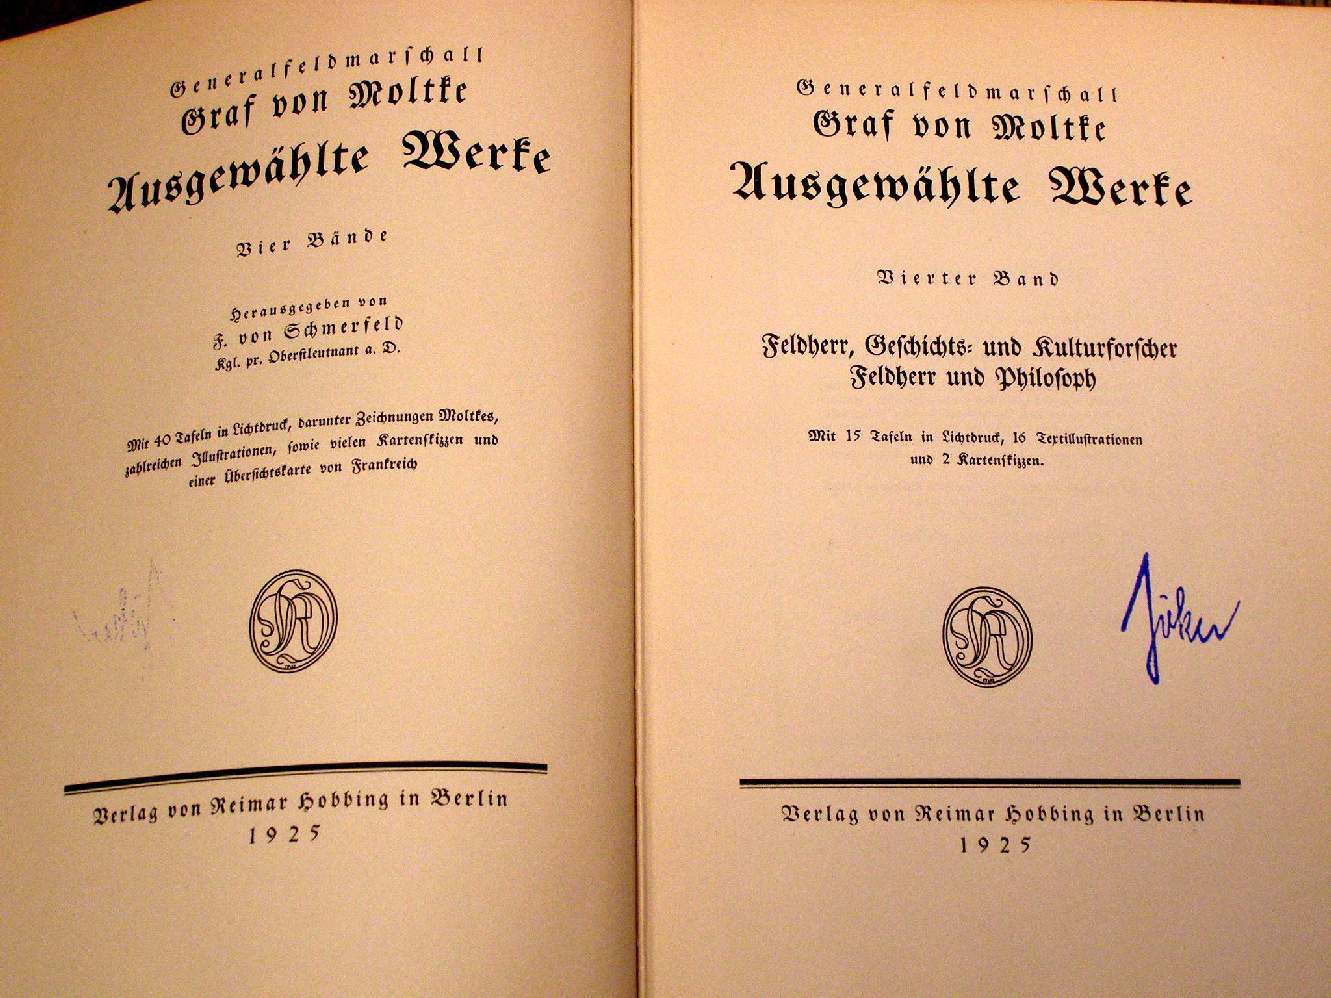 Generalfeldmarschall
Graf von Moltke
Ausgewählte Werke
Vier Bände
Herausgegeben von
F. von Schmerfeld
Kgl. pr. Oberstleutnant a. D.
Mit 40 Tafeln in Lichtdruck, darunter Zeichnungen Moltkes,
zahlreichen Illustrationen, sowie vielen Kartenskizzen und
einer Übersichtskarte von Frankreich
Verlag von Reimar Hobbing in Berlin
1925
Generalfeldmarschall
Graf von Moltke
Ausgewählte Werke
Vierter Band
Feldherr, Geschichts- und Kulturforscher
Feldherr und Philosoph
Mit 15 Tafeln in Lichtdruck, 16 Textillustrationen
und 2 Kartenskizzen.
Verlag von Reimar Hobbing in Berlin
1925